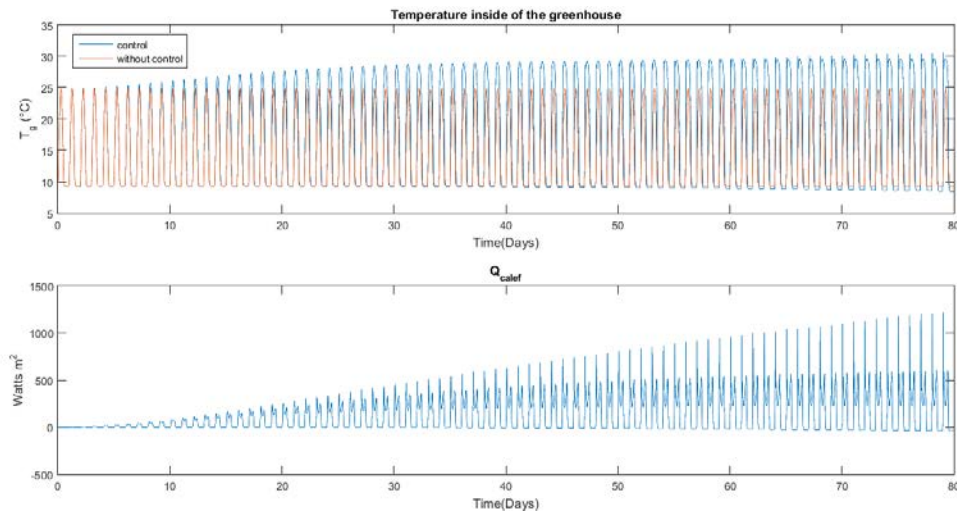 Temperature inside of the greenhouse
control
without control
T_g (°C)
35
30
25
20
15
10
5
0 10 20 30 40 50 60 70 80
Time(Days)
Q_calef
Watts m²
1500
1000
500
0
-500
0 10 20 30 40 50 60 70 80
Time(Days)